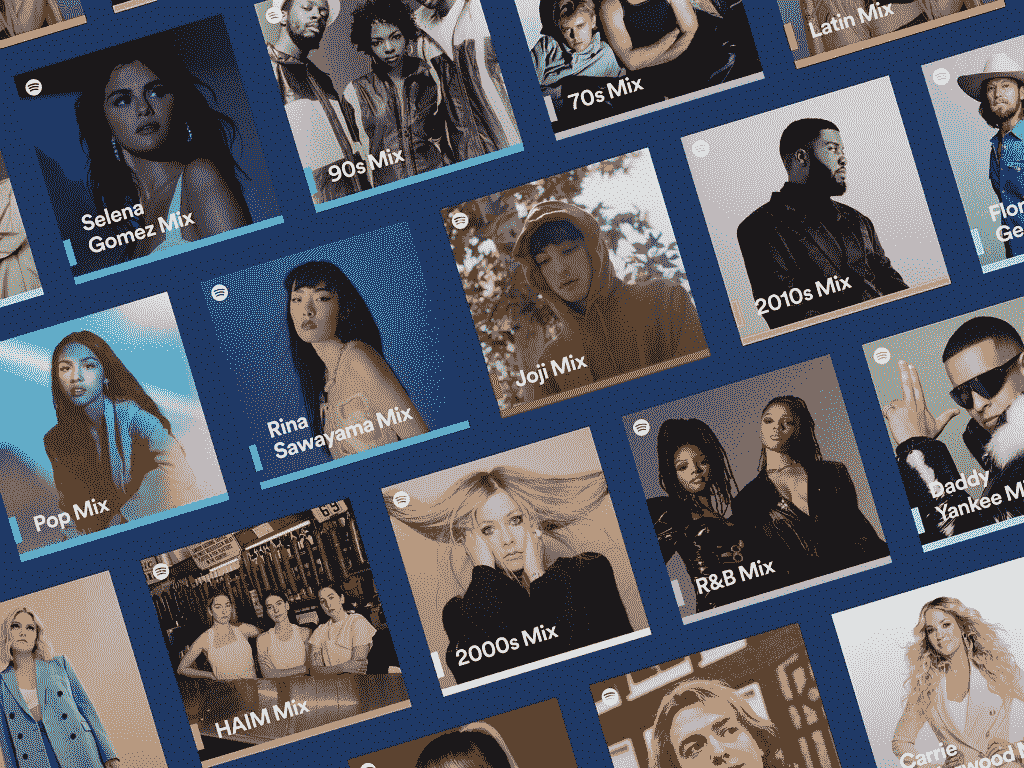 Latin Mix
70s Mix
90s Mix
Selena
Gomez Mix
2010s Mix
Joji Mix
Rina
Sawayama Mix
Pop Mix
Daddy
Yankee M
R&B Mix
2000s Mix
HAIM Mix
Carrie